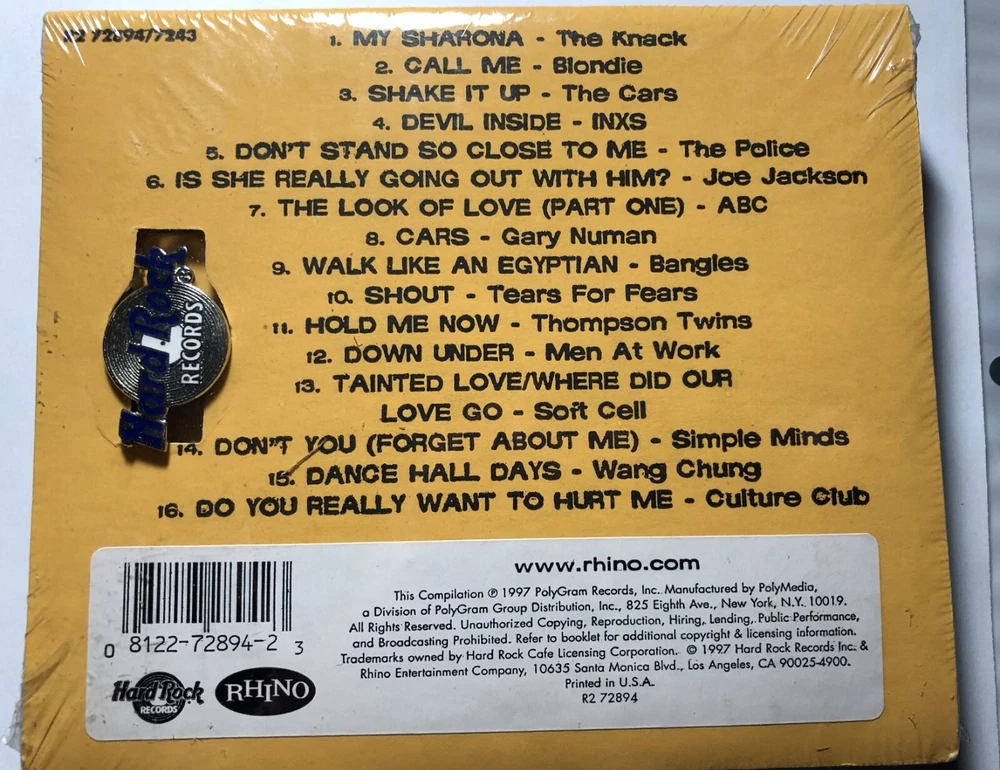 R2 72894/7243
1. MY SHARONA - The Knack
2. CALL ME - Blondie
3. SHAKE IT UP - The Cars
4. DEVIL INSIDE - INXS
5. DON'T STAND SO CLOSE TO ME - The Police
6. IS SHE REALLY GOING OUT WITH HIM? - Joe Jackson
7. THE LOOK OF LOVE (PART ONE) - ABC
8. CARS - Gary Numan
9. WALK LIKE AN EGYPTIAN - Bangles
10. SHOUT - Tears For Fears
11. HOLD ME NOW - Thompson Twins
12. DOWN UNDER - Men At Work
13. TAINTED LOVE/WHERE DID OUR
LOVE GO - Soft Cell
14. DON'T YOU (FORGET ABOUT ME) - Simple Minds
15. DANCE HALL DAYS - Wang Chung
16. DO YOU REALLY WANT TO HURT ME - Culture Club
Hard Rock ®
RECORDS
www.rhino.com
This Compilation ℗ 1997 PolyGram Records, Inc. Manufactured by PolyMedia,
a Division of PolyGram Group Distribution, Inc., 825 Eighth Ave., New York, N.Y. 10019.
All Rights Reserved. Unauthorized Copying, Reproduction, Hiring, Lending, Public Performance,
and Broadcasting Prohibited. Refer to booklet for additional copyright & licensing information.
Trademarks owned by Hard Rock Cafe Licensing Corporation. © 1997 Hard Rock Records Inc. &
Rhino Entertainment Company, 10635 Santa Monica Blvd., Los Angeles, CA 90025-4900.
Printed in U.S.A.
R2 72894
0 8122-72894-2 3
Hard Rock
RECORDS
RHINO